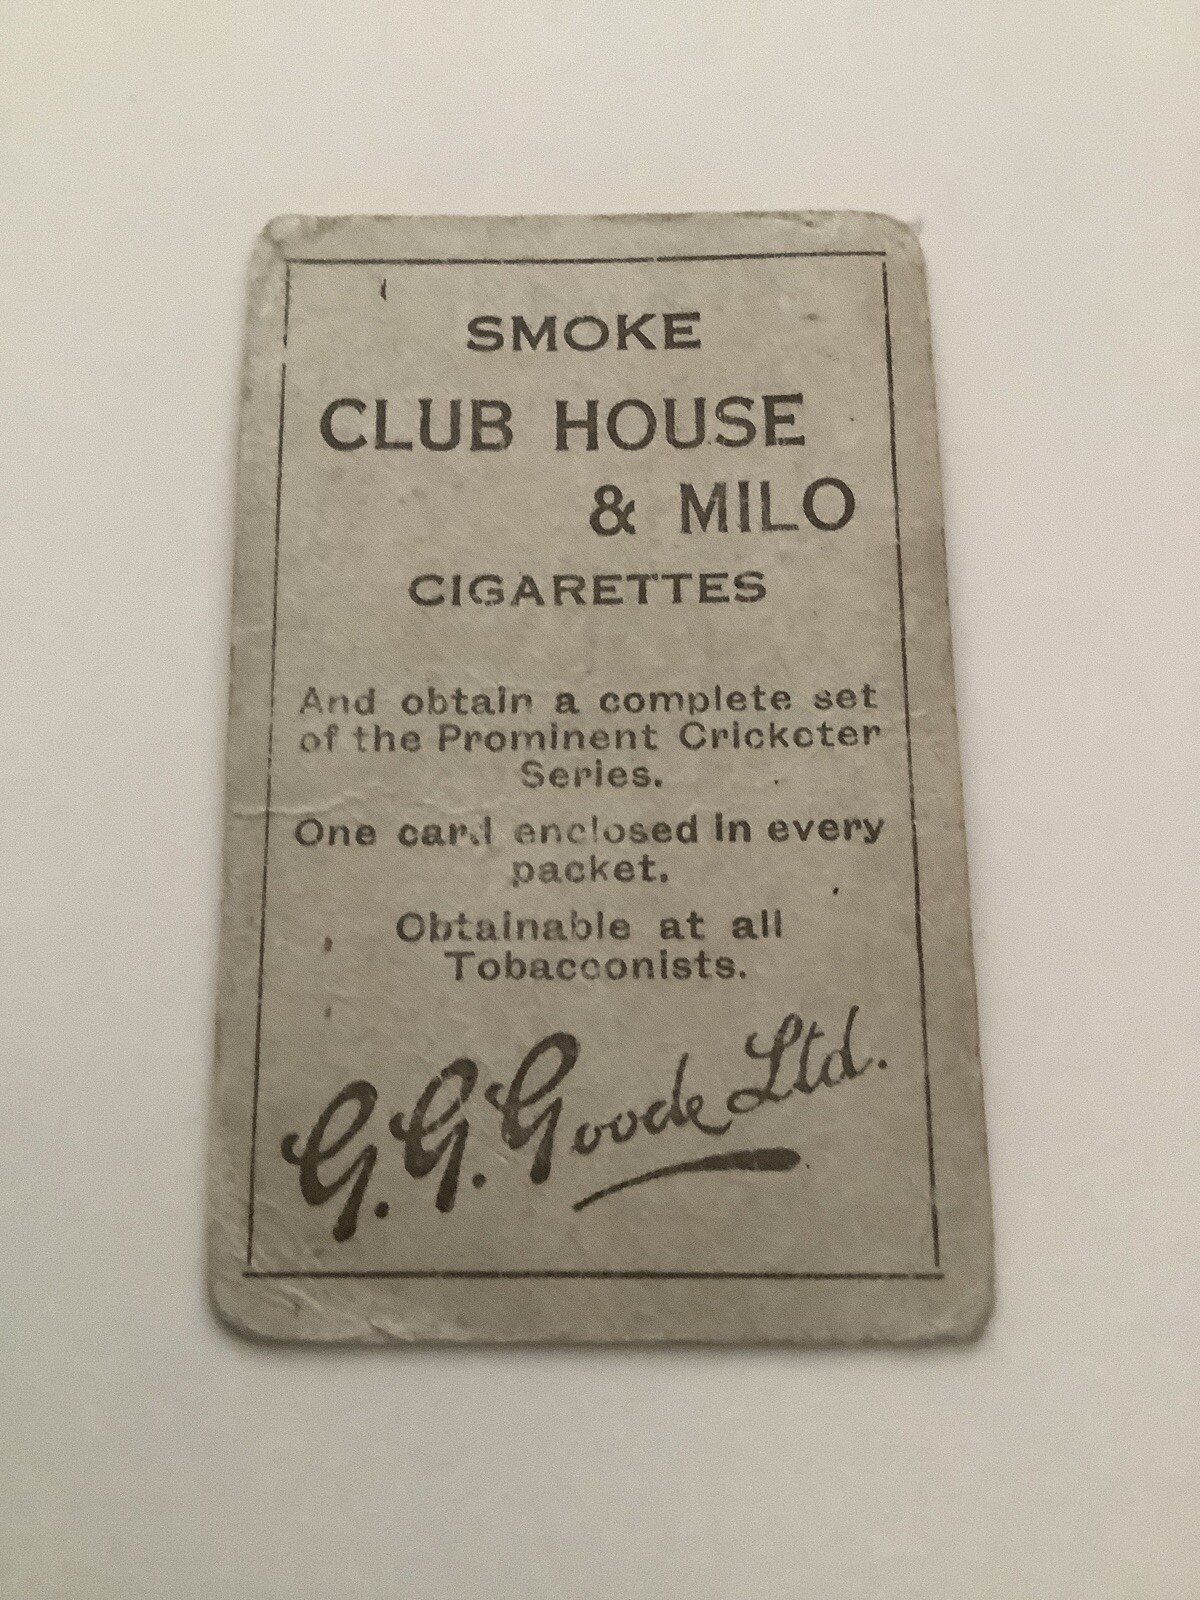 SMOKE
CLUB HOUSE
& MILO
CIGARETTES
And obtain a complete set
of the Prominent Cricketer
Series.
One card enclosed in every
packet.
Obtainable at all
Tobacconists.
G. G. Goode Ltd.